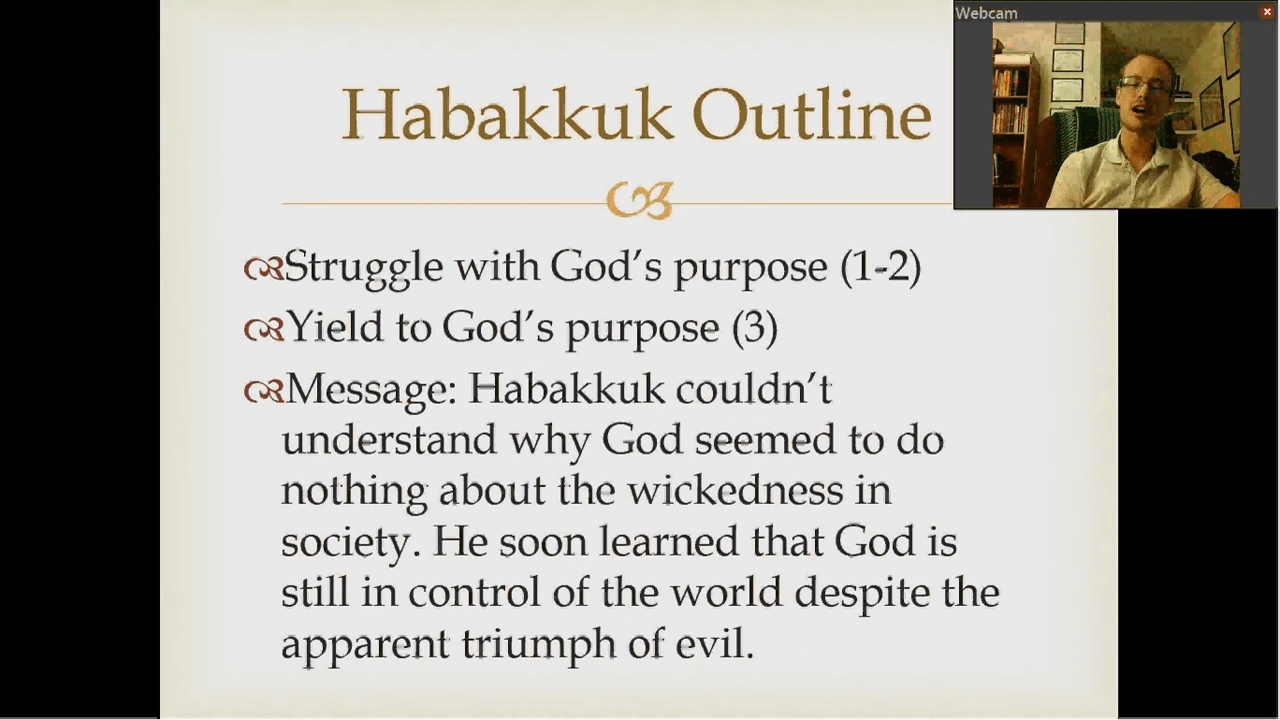 Webcam
Habakkuk Outline
Struggle with God's purpose (1-2)
Yield to God's purpose (3)
Message: Habakkuk couldn't
understand why God seemed to do
nothing about the wickedness in
society. He soon learned that God is
still in control of the world despite the
apparent triumph of evil.